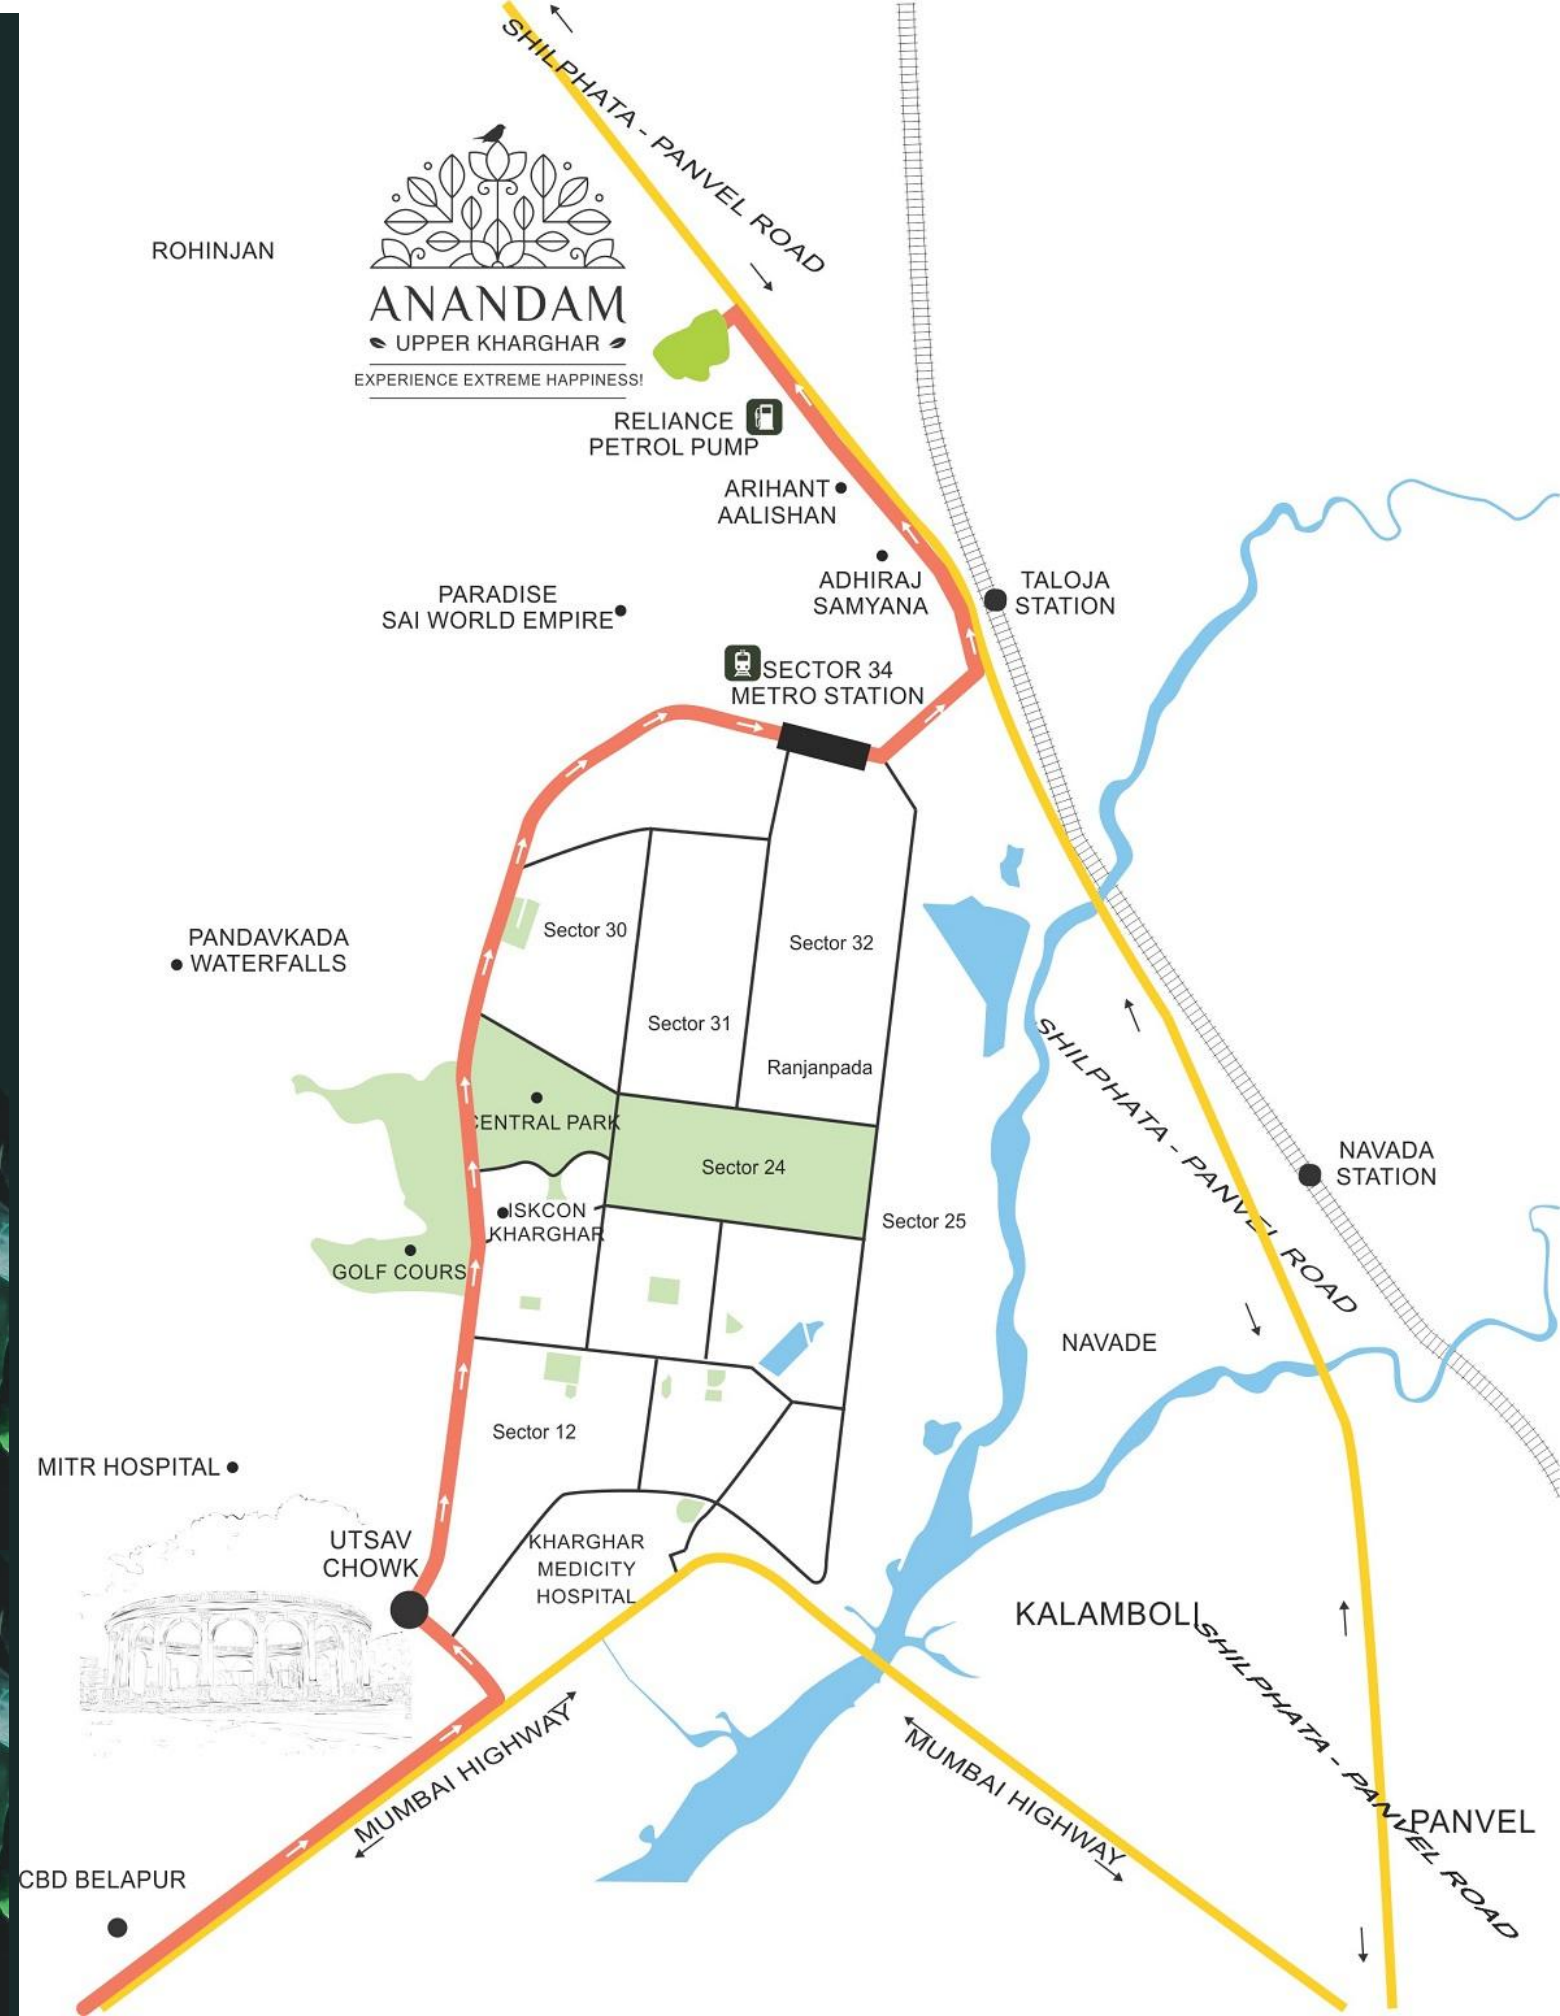 SHILPHATA - PANVEL ROAD
ROHINJAN
ANANDAM
UPPER KHARGHAR
EXPERIENCE EXTREME HAPPINESS!
RELIANCE
PETROL PUMP
ARIHANT
AALISHAN
ADHIRAJ
SAMYANA
TALOJA
STATION
PARADISE
SAI WORLD EMPIRE
SECTOR 34
METRO STATION
Sector 30
Sector 32
PANDAVKADA
WATERFALLS
Sector 31
Ranjanpada
SHILPHATA - PANVEL ROAD
CENTRAL PARK
Sector 24
NAVADA
STATION
ISKCON
KHARGHAR
Sector 25
GOLF COURS
NAVADE
Sector 12
MITR HOSPITAL
UTSAV
CHOWK
KHARGHAR
MEDICITY
HOSPITAL
KALAMBOLI
SHILPHATA - PANVEL ROAD
MUMBAI HIGHWAY
MUMBAI HIGHWAY
PANVEL
CBD BELAPUR